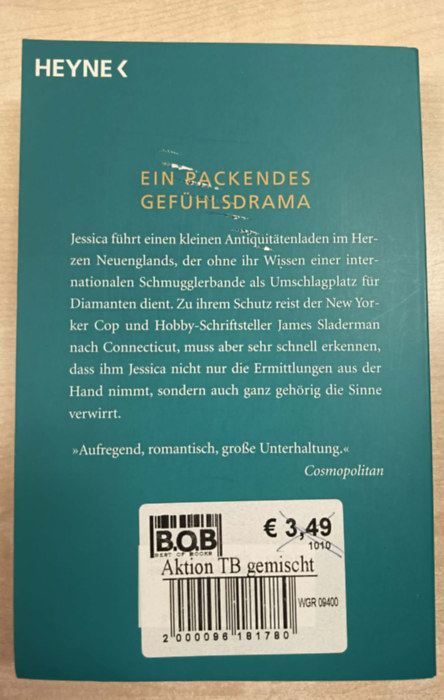 HEYNE<
EIN PACKENDES
GEFÜHLSDRAMA
Jessica führt einen kleinen Antiquitätenladen im Her-
zen Neuenglands, der ohne ihr Wissen einer inter-
nationalen Schmugglerbande als Umschlagplatz für
Diamanten dient. Zu ihrem Schutz reist der New Yor-
ker Cop und Hobby-Schriftsteller James Sladerman
nach Connecticut, muss aber sehr schnell erkennen,
dass ihm Jessica nicht nur die Ermittlungen aus der
Hand nimmt, sondern auch ganz gehörig die Sinne
verwirrt.
»Aufregend, romantisch, große Unterhaltung.«
Cosmopolitan
B.O.B
BEST OF BOOKS
€ 3,49
1010
Aktion TB gemischt
WGR 09400
2 000096 181780